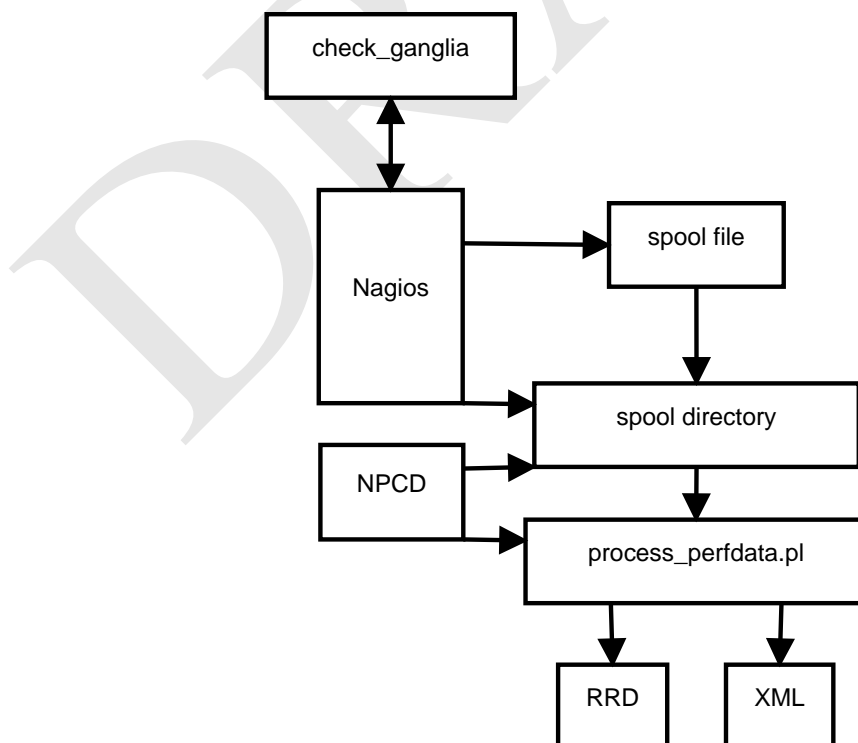 check_ganglia
Nagios
spool file
spool directory
NPCD
process_perfdata.pl
RRD
XML